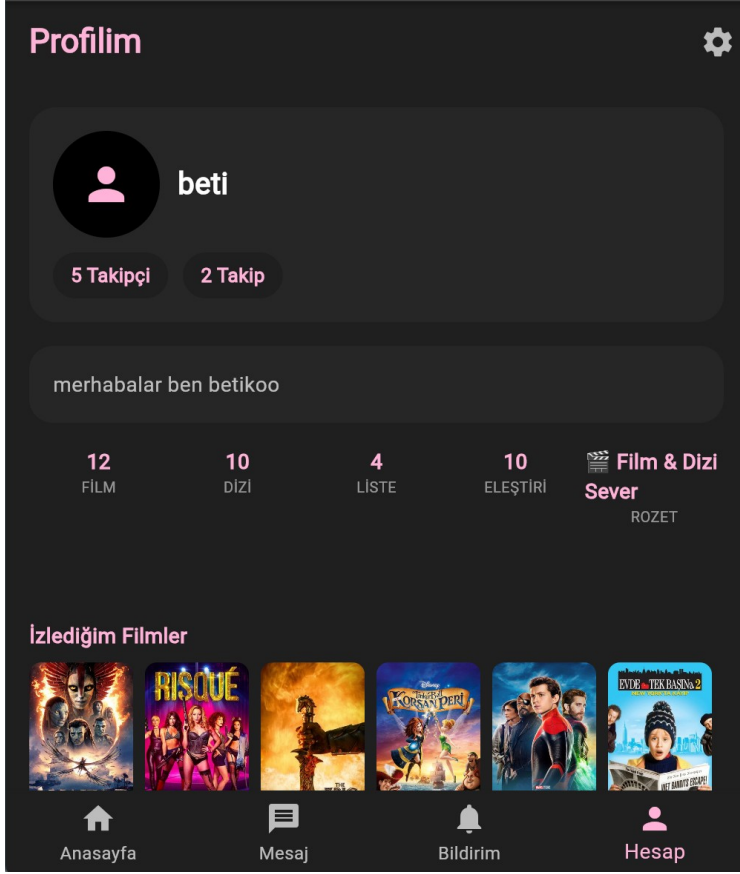 Profilim
beti
5 Takipçi
2 Takip
merhabalar ben betikoo
12
FİLM
10
DİZİ
4
LİSTE
10
ELEŞTİRİ
🎬 Film & Dizi
Sever
ROZET
İzlediğim Filmler
RISQUÉ
Disney
KORSAN PERİ
EVDE TEK BAŞINA 2
Anasayfa
Mesaj
Bildirim
Hesap